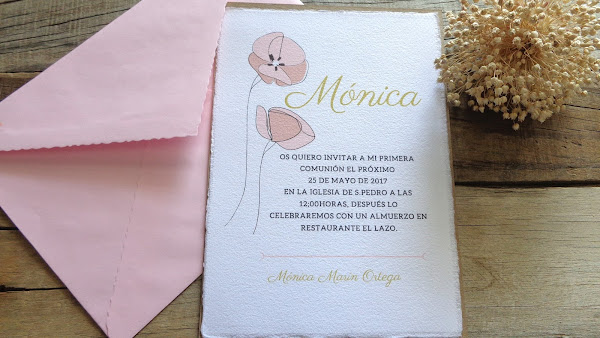 Mónica
OS QUIERO INVITAR A MI PRIMERA
COMUNIÓN EL PRÓXIMO
25 DE MAYO DE 2017
EN LA IGLESIA DE S.PEDRO A LAS
12;00HORAS, DESPUÉS LO
CELEBRAREMOS CON UN ALMUERZO EN
RESTAURANTE EL LAZO.
Mónica Marín Ortega